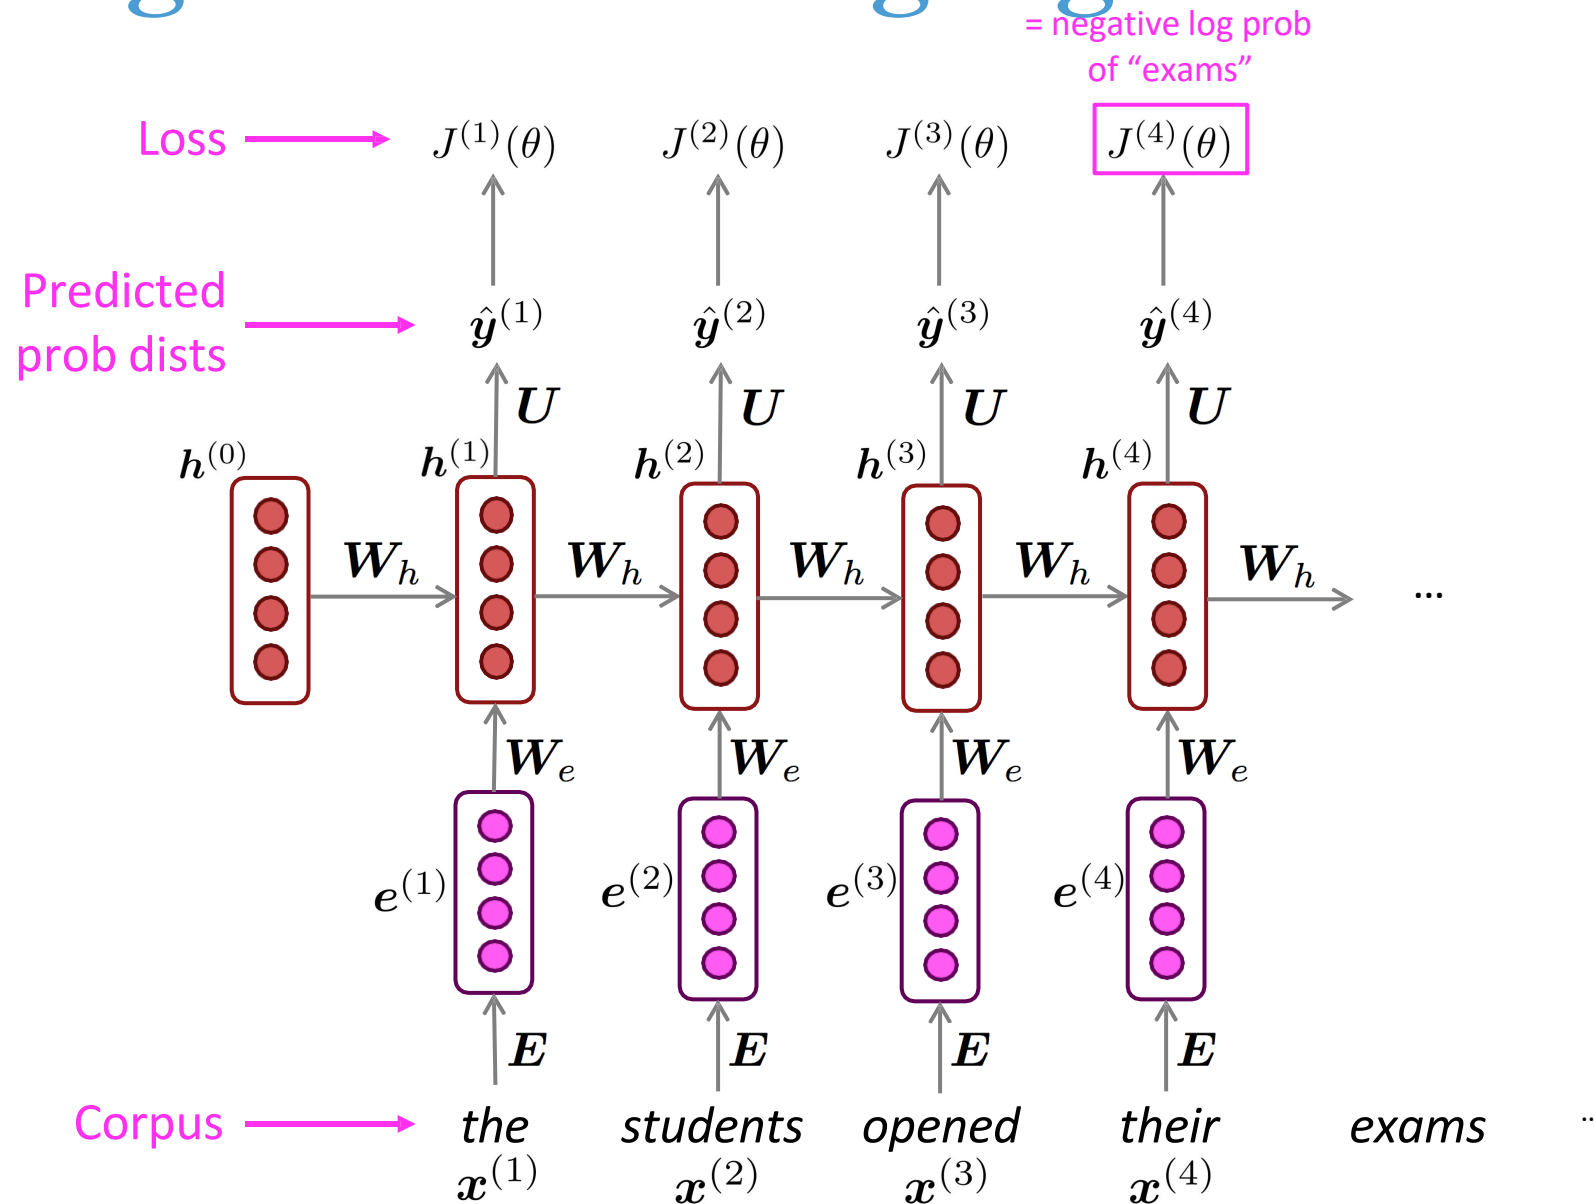 = negative log prob
of “exams”
Loss J⁽¹⁾(θ) J⁽²⁾(θ) J⁽³⁾(θ) J⁽⁴⁾(θ)
Predicted
prob dists
ŷ⁽¹⁾ ŷ⁽²⁾ ŷ⁽³⁾ ŷ⁽⁴⁾
U U U U
h⁽⁰⁾ h⁽¹⁾ h⁽²⁾ h⁽³⁾ h⁽⁴⁾
Wₕ Wₕ Wₕ Wₕ Wₕ ...
Wₑ Wₑ Wₑ Wₑ
e⁽¹⁾ e⁽²⁾ e⁽³⁾ e⁽⁴⁾
E E E E
Corpus the students opened their exams ...
x⁽¹⁾ x⁽²⁾ x⁽³⁾ x⁽⁴⁾